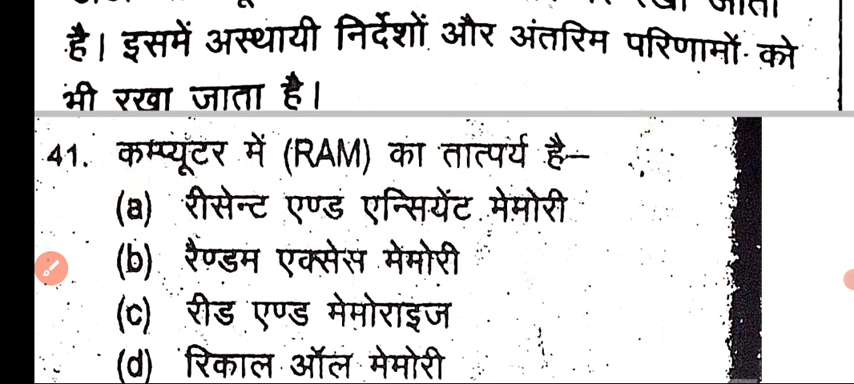 जाता
है। इसमें अस्थायी निर्देशों और अंतरिम परिणामों को
भी रखा जाता है।
41. कम्प्यूटर में (RAM) का तात्पर्य है–
(a) रीसेन्ट एण्ड एन्सियेंट मेमोरी
(b) रैण्डम एक्सेस मेमोरी
(c) रीड एण्ड मेमोराइज
(d) रिकाल ऑल मेमोरी